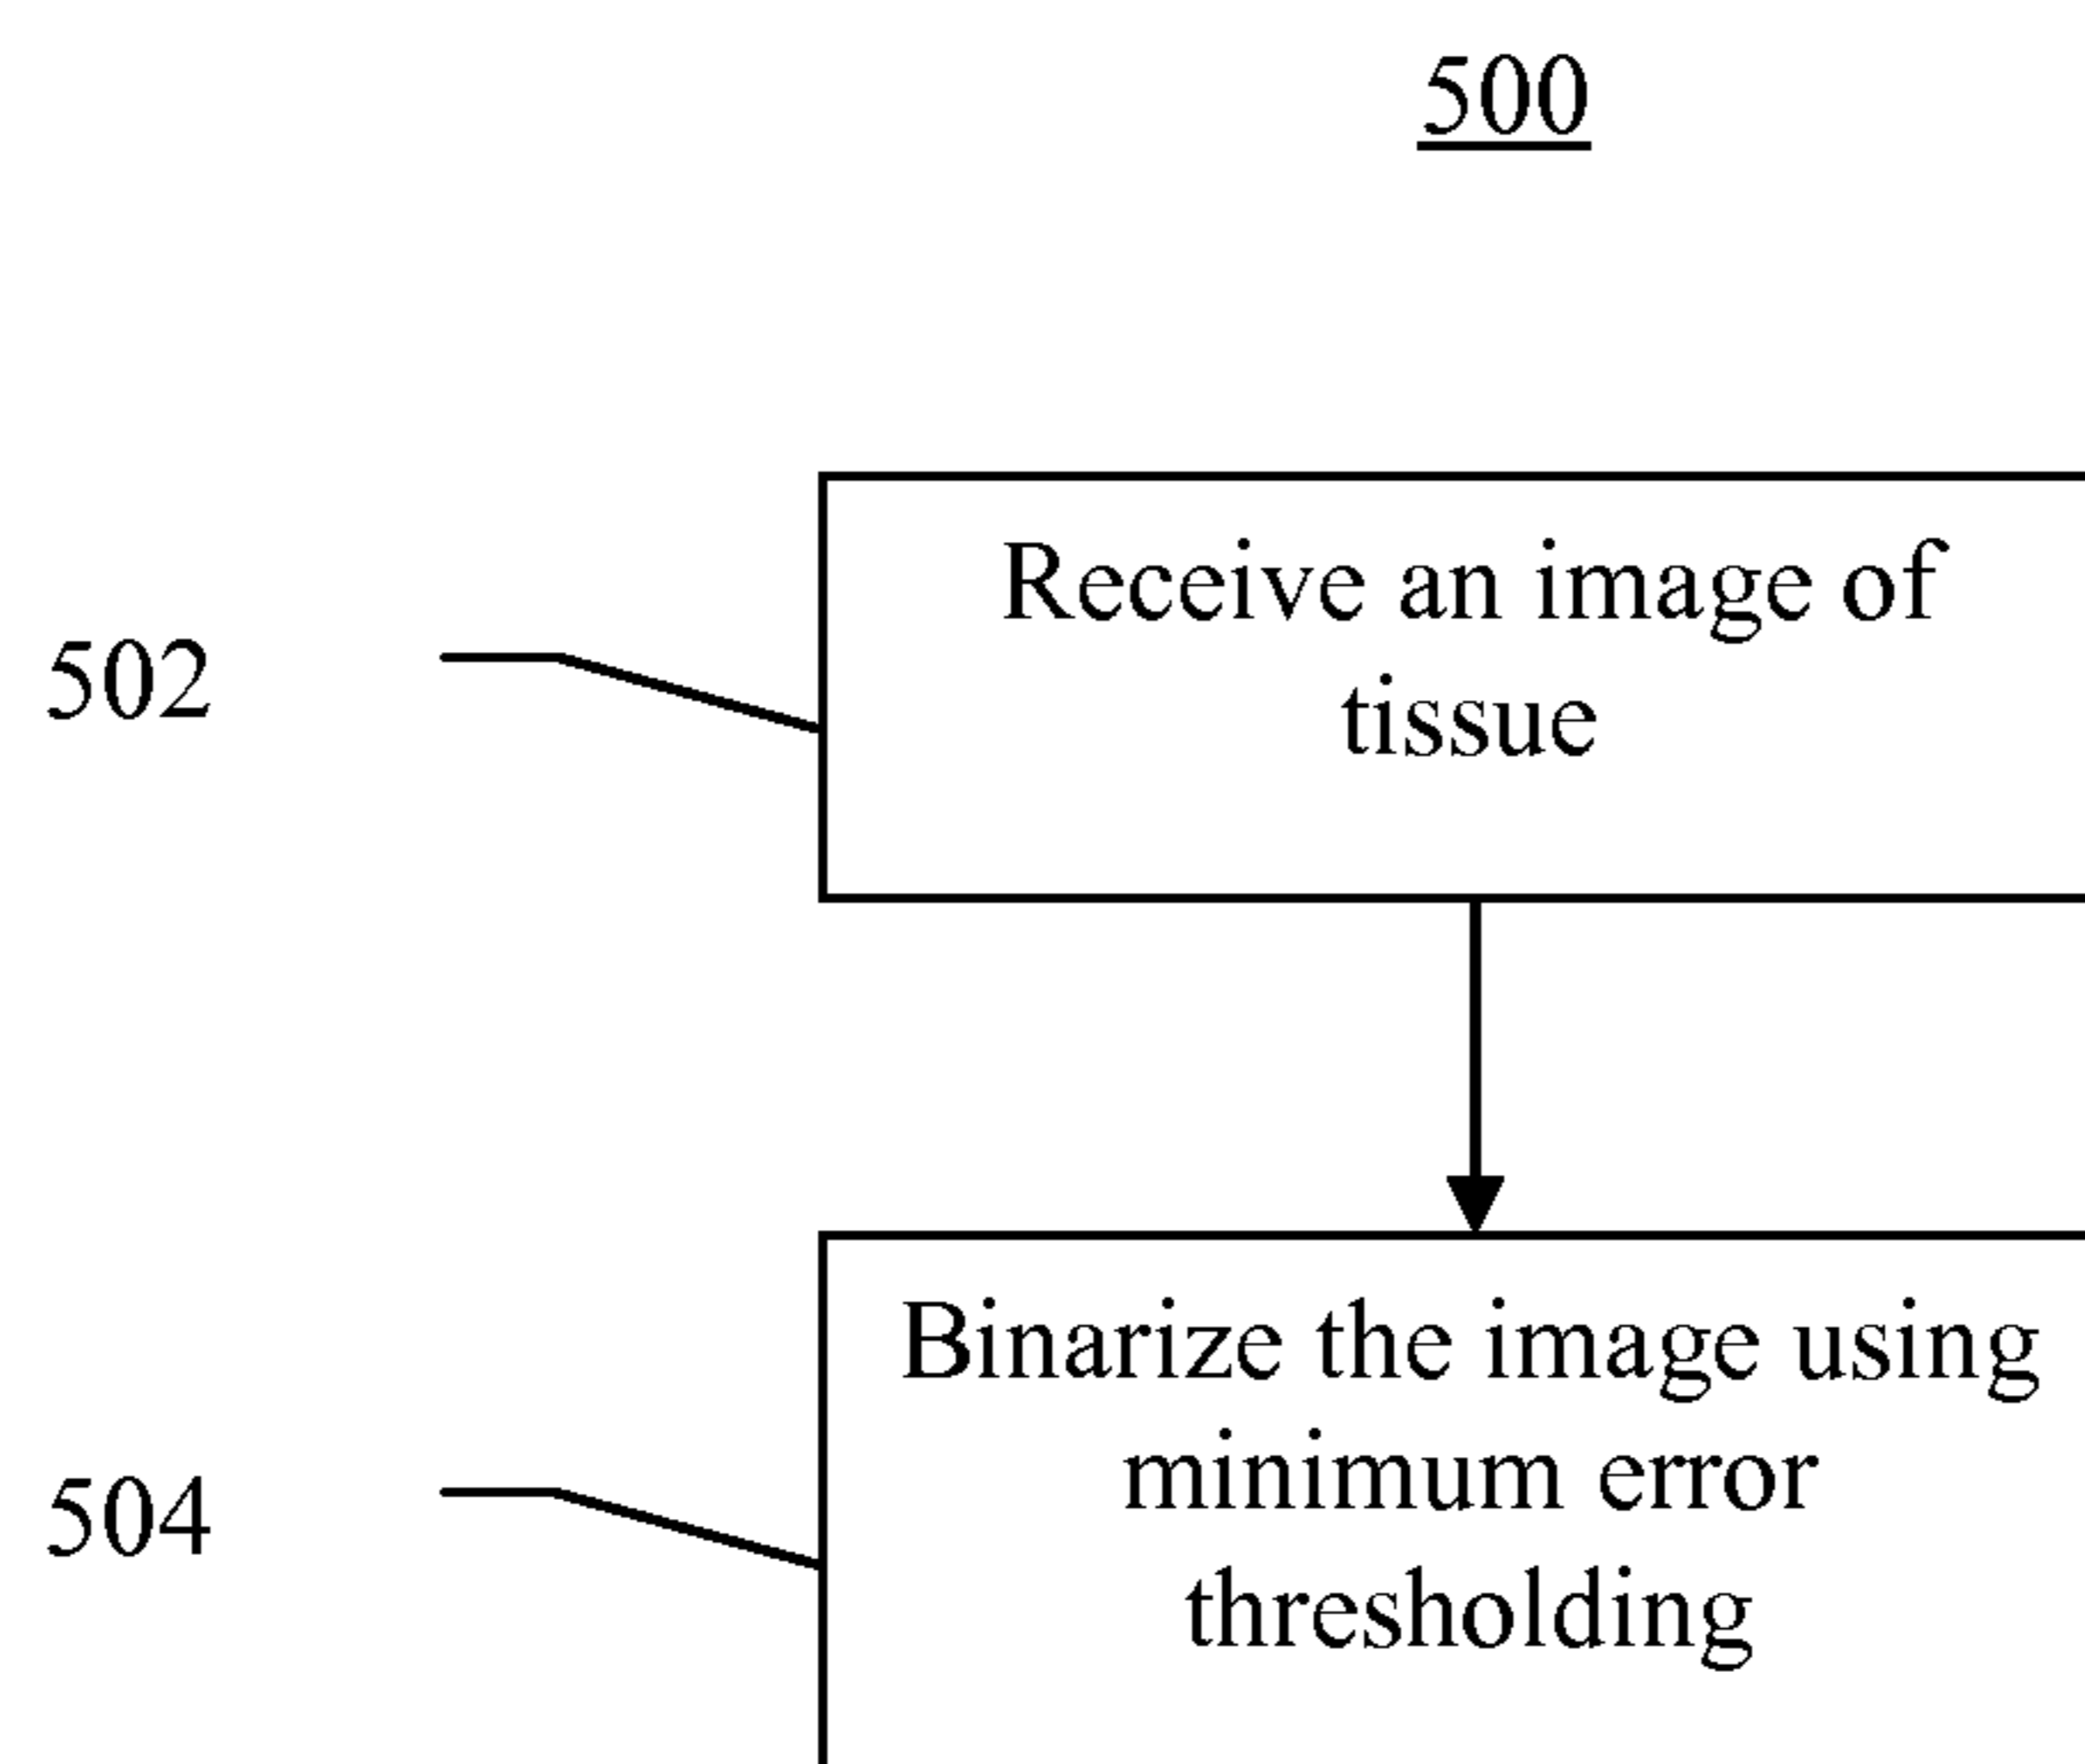 500
502
Receive an image of
tissue
504
Binarize the image using
minimum error
thresholding